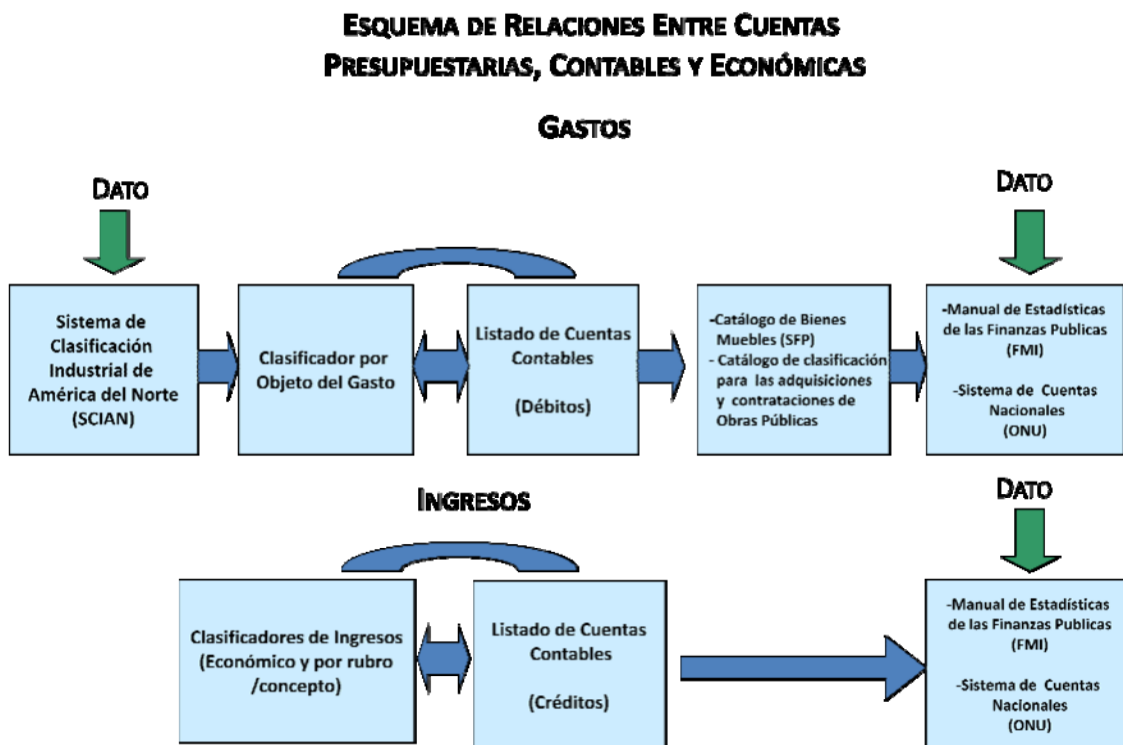 ESQUEMA DE RELACIONES ENTRE CUENTAS
PRESUPUESTARIAS, CONTABLES Y ECONÓMICAS
GASTOS
DATO
DATO
Sistema de
Clasificación
Industrial de
América del Norte
(SCIAN)
Clasificador por
Objeto del Gasto
Listado de Cuentas
Contables
(Débitos)
-Catálogo de Bienes
Muebles (SFP)
- Catálogo de clasificación
para las adquisiciones
y contrataciones de
Obras Públicas
-Manual de Estadísticas
de las Finanzas Publicas
(FMI)
-Sistema de Cuentas
Nacionales
(ONU)
INGRESOS
DATO
Clasificadores de Ingresos
(Económico y por rubro
/concepto)
Listado de Cuentas
Contables
(Créditos)
-Manual de Estadísticas
de las Finanzas Publicas
(FMI)
-Sistema de Cuentas
Nacionales
(ONU)